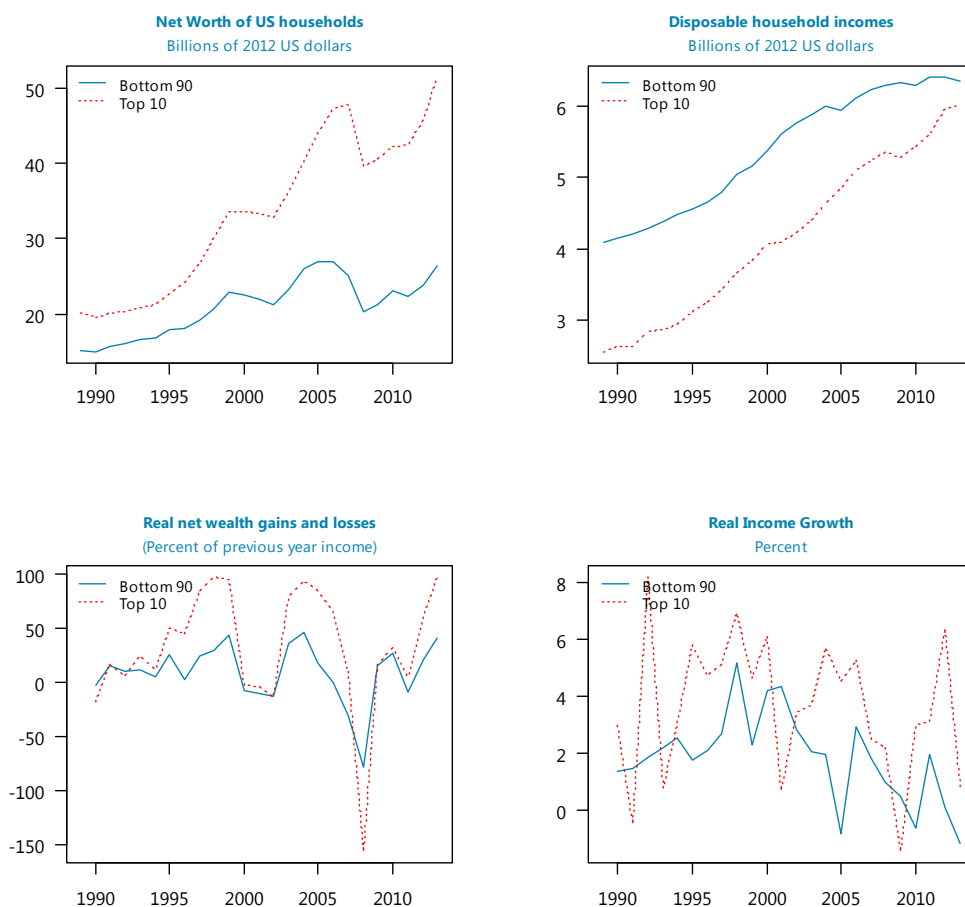 Net Worth of US households
Billions of 2012 US dollars
Bottom 90
Top 10
50
40
30
20
1990 1995 2000 2005 2010
Disposable household incomes
Billions of 2012 US dollars
Bottom 90
Top 10
6
5
4
3
1990 1995 2000 2005 2010
Real net wealth gains and losses
(Percent of previous year income)
Bottom 90
Top 10
100
50
0
-50
-100
-150
1990 1995 2000 2005 2010
Real Income Growth
Percent
Bottom 90
Top 10
8
6
4
2
0
1990 1995 2000 2005 2010